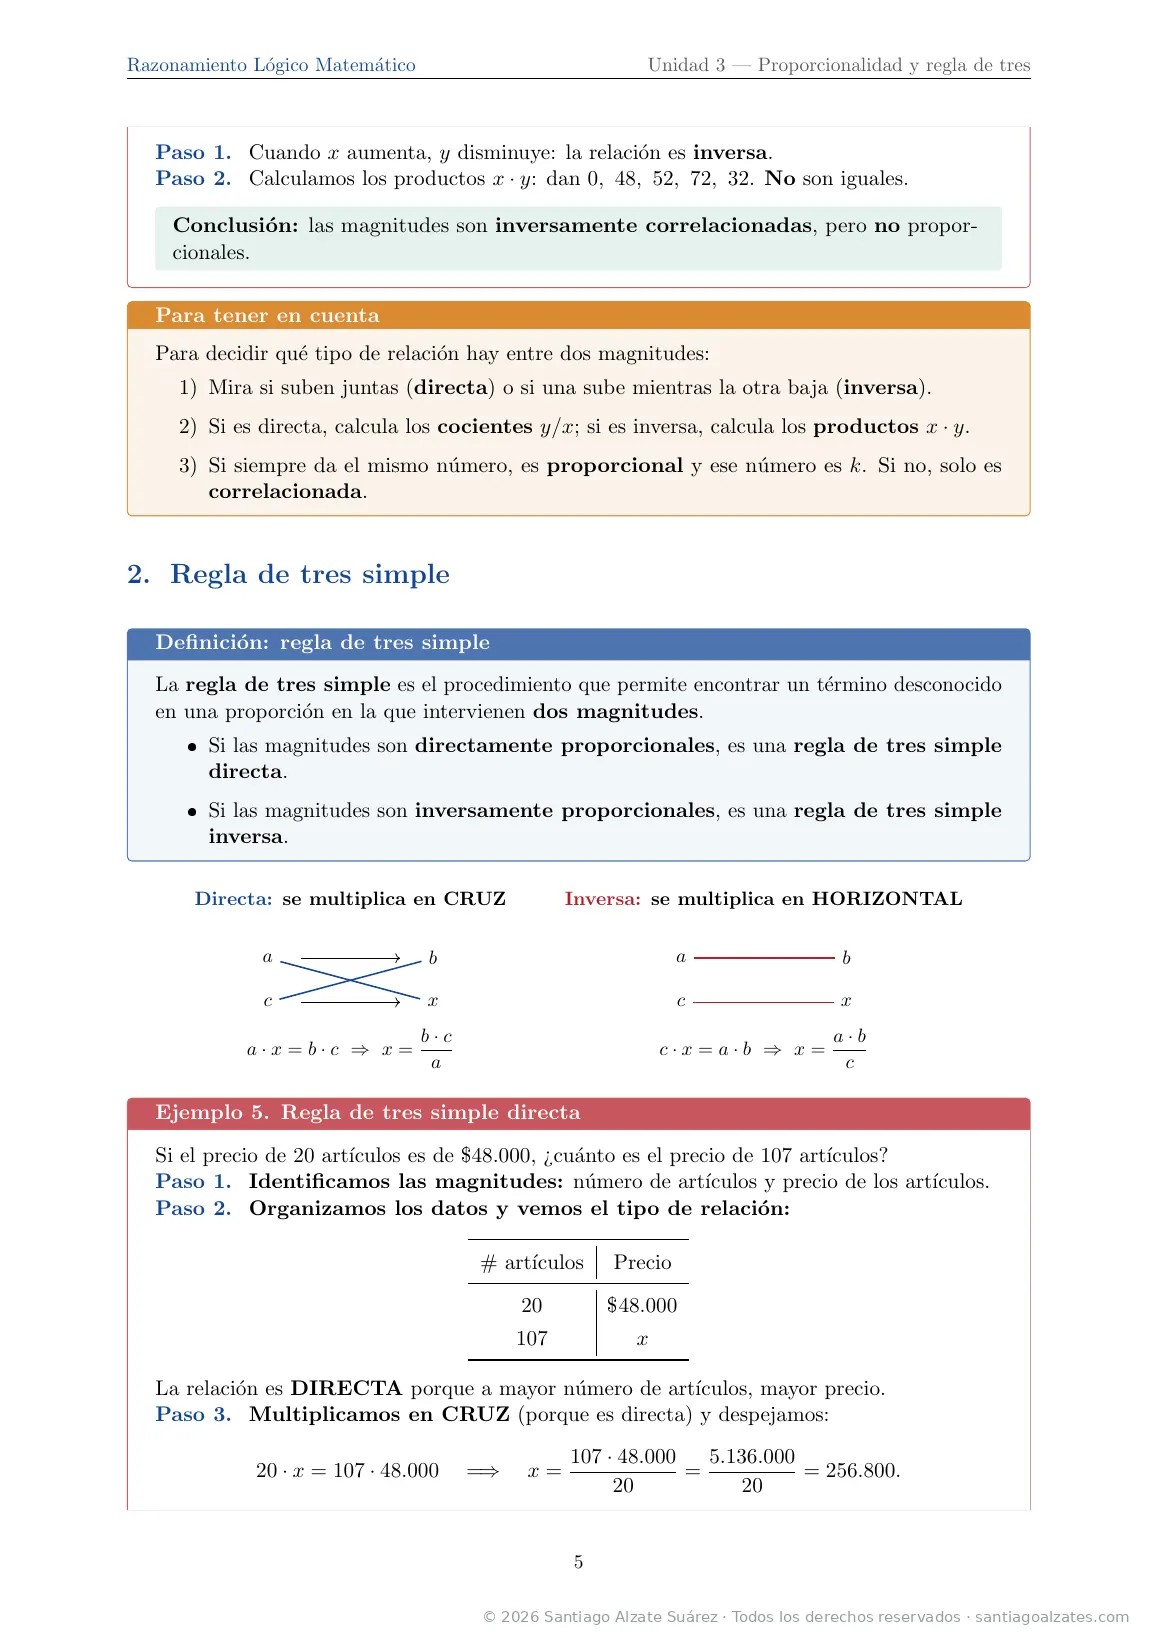 Razonamiento Lógico Matemático Unidad 3 — Proporcionalidad y regla de tres
Paso 1. Cuando x aumenta, y disminuye: la relación es inversa.
Paso 2. Calculamos los productos x · y: dan 0, 48, 52, 72, 32. No son iguales.
Conclusión: las magnitudes son inversamente correlacionadas, pero no propor-
cionales.
Para tener en cuenta
Para decidir qué tipo de relación hay entre dos magnitudes:
1) Mira si suben juntas (directa) o si una sube mientras la otra baja (inversa).
2) Si es directa, calcula los cocientes y/x; si es inversa, calcula los productos x · y.
3) Si siempre da el mismo número, es proporcional y ese número es k. Si no, solo es
correlacionada.
2. Regla de tres simple
Definición: regla de tres simple
La regla de tres simple es el procedimiento que permite encontrar un término desconocido
en una proporción en la que intervienen dos magnitudes.
• Si las magnitudes son directamente proporcionales, es una regla de tres simple
directa.
• Si las magnitudes son inversamente proporcionales, es una regla de tres simple
inversa.
Directa: se multiplica en CRUZ
a b
c x
a · x = b · c ⇒ x = b · c / a
Inversa: se multiplica en HORIZONTAL
a b
c x
c · x = a · b ⇒ x = a · b / c
Ejemplo 5. Regla de tres simple directa
Si el precio de 20 artículos es de $48.000, ¿cuánto es el precio de 107 artículos?
Paso 1. Identificamos las magnitudes: número de artículos y precio de los artículos.
Paso 2. Organizamos los datos y vemos el tipo de relación:
# artículos Precio
20 $48.000
107 x
La relación es DIRECTA porque a mayor número de artículos, mayor precio.
Paso 3. Multiplicamos en CRUZ (porque es directa) y despejamos:
20 · x = 107 · 48.000 ⟹ x = 107 · 48.000 / 20 = 5.136.000 / 20 = 256.800.
5
© 2026 Santiago Alzate Suárez · Todos los derechos reservados · santiagoalzates.com